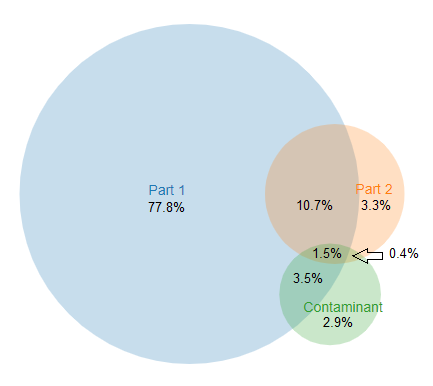 Part 1
77.8%
Part 2
10.7%
3.3%
1.5%
0.4%
3.5%
Contaminant
2.9%